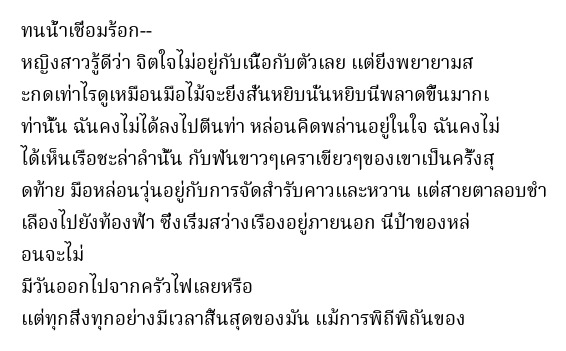 ทนน้ำเชื่อมร้อก--
หญิงสาวรู้ดีว่า จิตใจไม่อยู่กับเนื้อกับตัวเลย แต่ยิ่งพยายามส
ะกดเท่าไรดูเหมือนมือไม้จะยิ่งสั่นหยิบนั่นหยิบนี่พลาดขึ้นมากเ
ท่านั้น ฉันคงไม่ได้ลงไปตีนท่า หล่อนคิดพล่านอยู่ในใจ ฉันคงไม่
ได้เห็นเรือชะล่าลำนั้น กับฟันขาวๆเคราเขียวๆของเขาเป็นครั้งสุ
ดท้าย มือหล่อนวุ่นอยู่กับการจัดสำรับคาวและหวาน แต่สายตาลอบชำ
เลืองไปยังท้องฟ้า ซึ่งเริ่มสว่างเรืองอยู่ภายนอก นี่ป้าของหล่
อนจะไม่
มีวันออกไปจากครัวไฟเลยหรือ
แต่ทุกสิ่งทุกอย่างมีเวลาสิ้นสุดของมัน แม้การพิถีพิถันของ